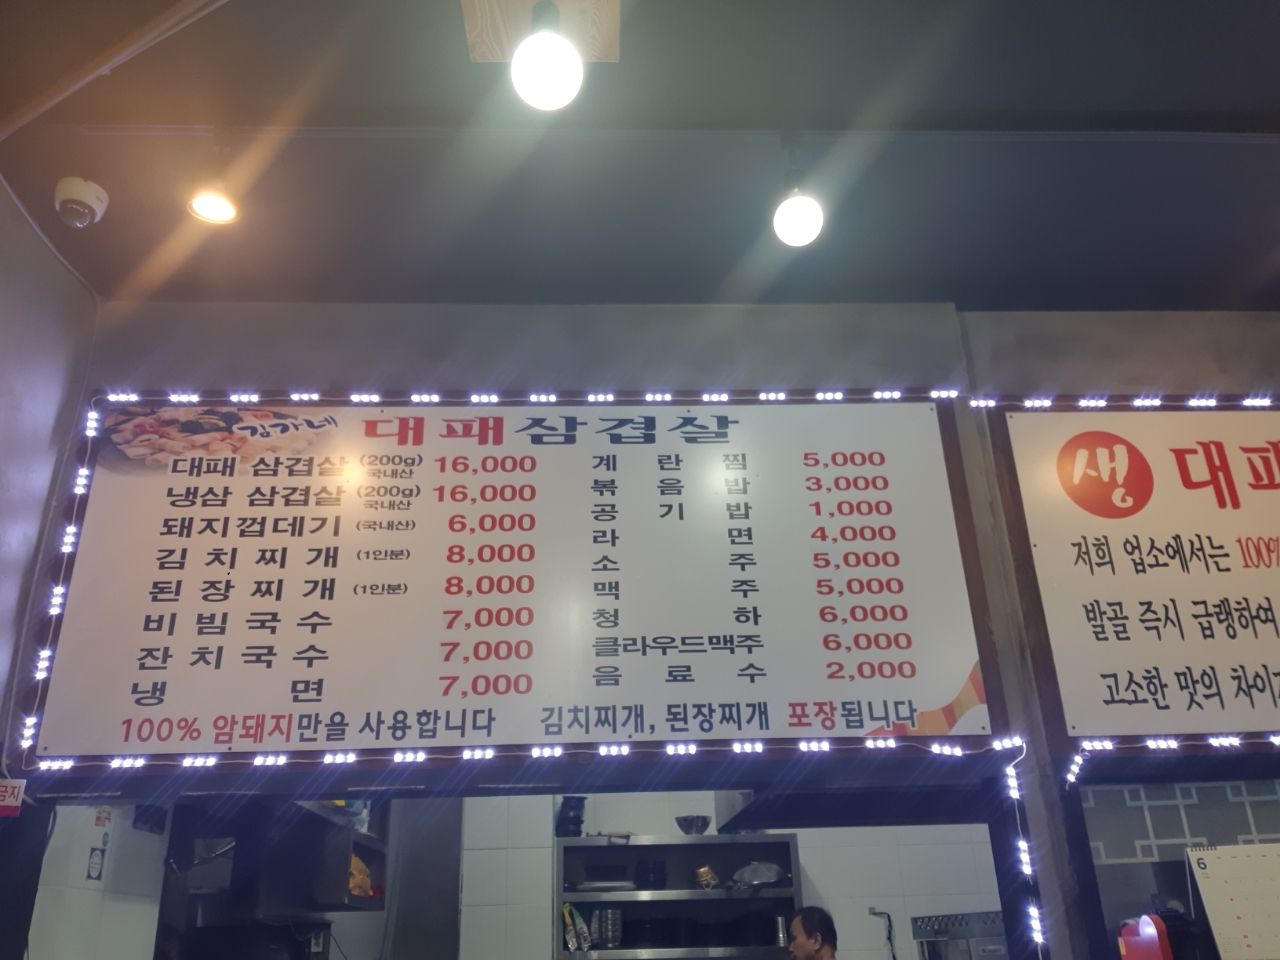 김가네 대패삼겹살
대패 삼겹살 (200g) 국내산 16,000
냉삼 삼겹살 (200g) 국내산 16,000
돼지껍데기 (국내산) 6,000
김치찌개 (1인분) 8,000
된장찌개 (1인분) 8,000
비빔국수 7,000
잔치국수 7,000
냉면 7,000
계란찜 5,000
볶음밥 3,000
공기밥 1,000
라면 4,000
소주 5,000
맥주 5,000
청하 6,000
클라우드맥주 6,000
음료수 2,000
100% 암돼지만을 사용합니다 김치찌개, 된장찌개 포장됩니다
생 대패
저희 업소에서는 100%
발골 즉시 급랭하여
고소한 맛의 차이
금지
6